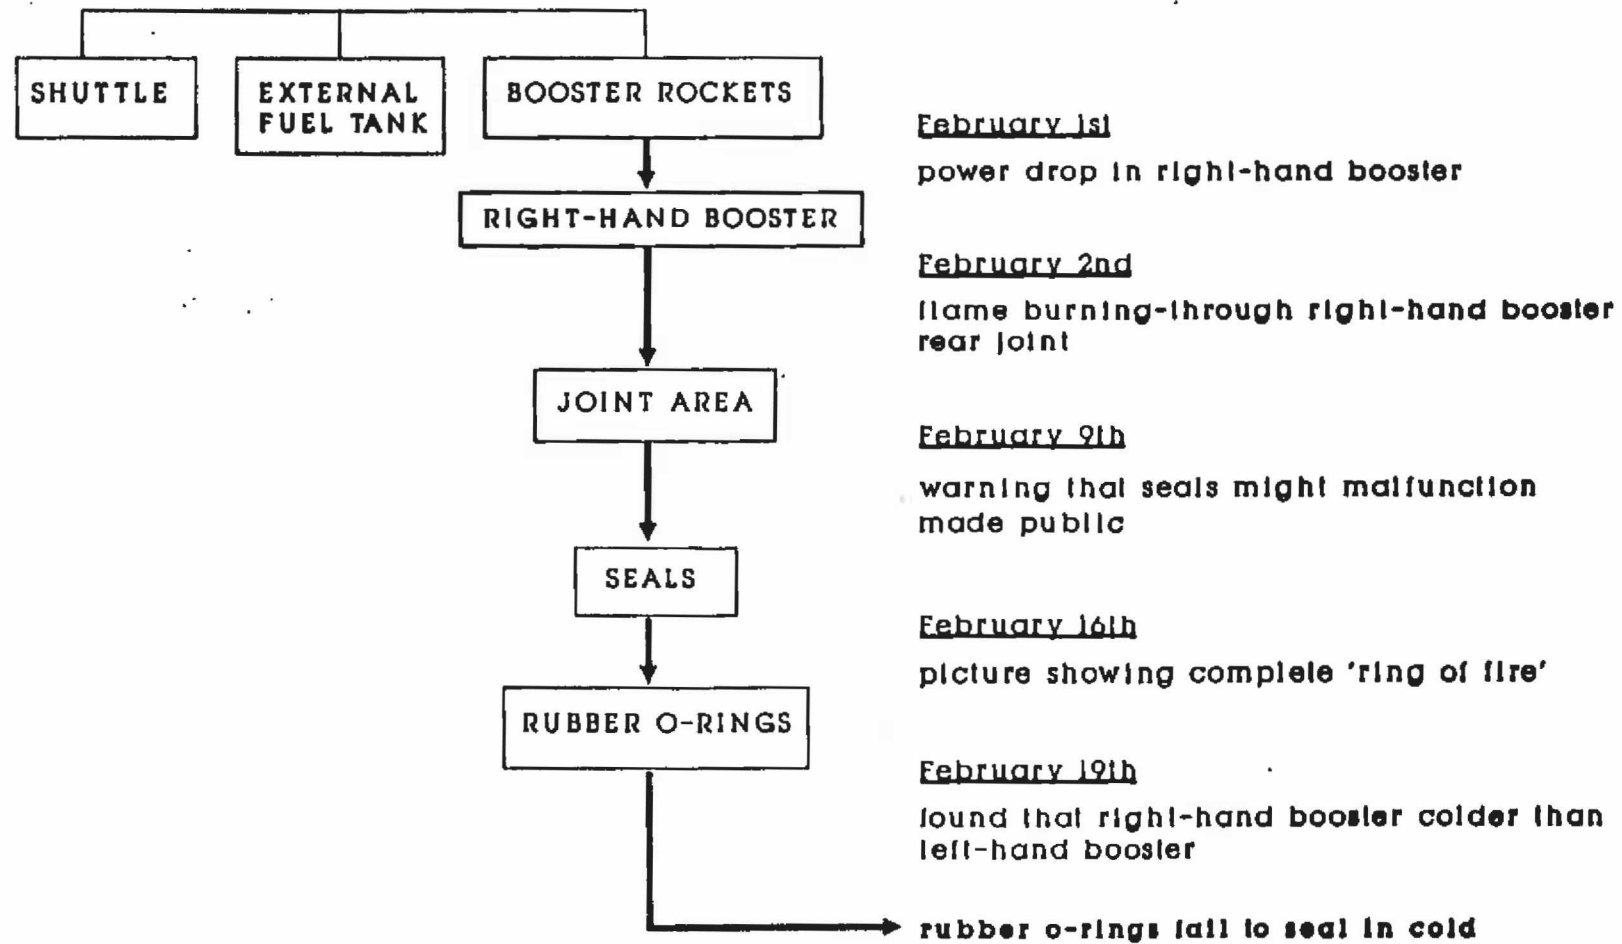 SHUTTLE
EXTERNAL
FUEL TANK
BOOSTER ROCKETS
RIGHT-HAND BOOSTER
JOINT AREA
SEALS
RUBBER O-RINGS
February 1st
power drop in right-hand booster
February 2nd
flame burning-through right-hand booster
rear joint
February 9th
warning that seals might malfunction
made public
February 16th
picture showing complete 'ring of fire'
February 19th
found that right-hand booster colder than
left-hand booster
rubber o-rings fail to seal in cold